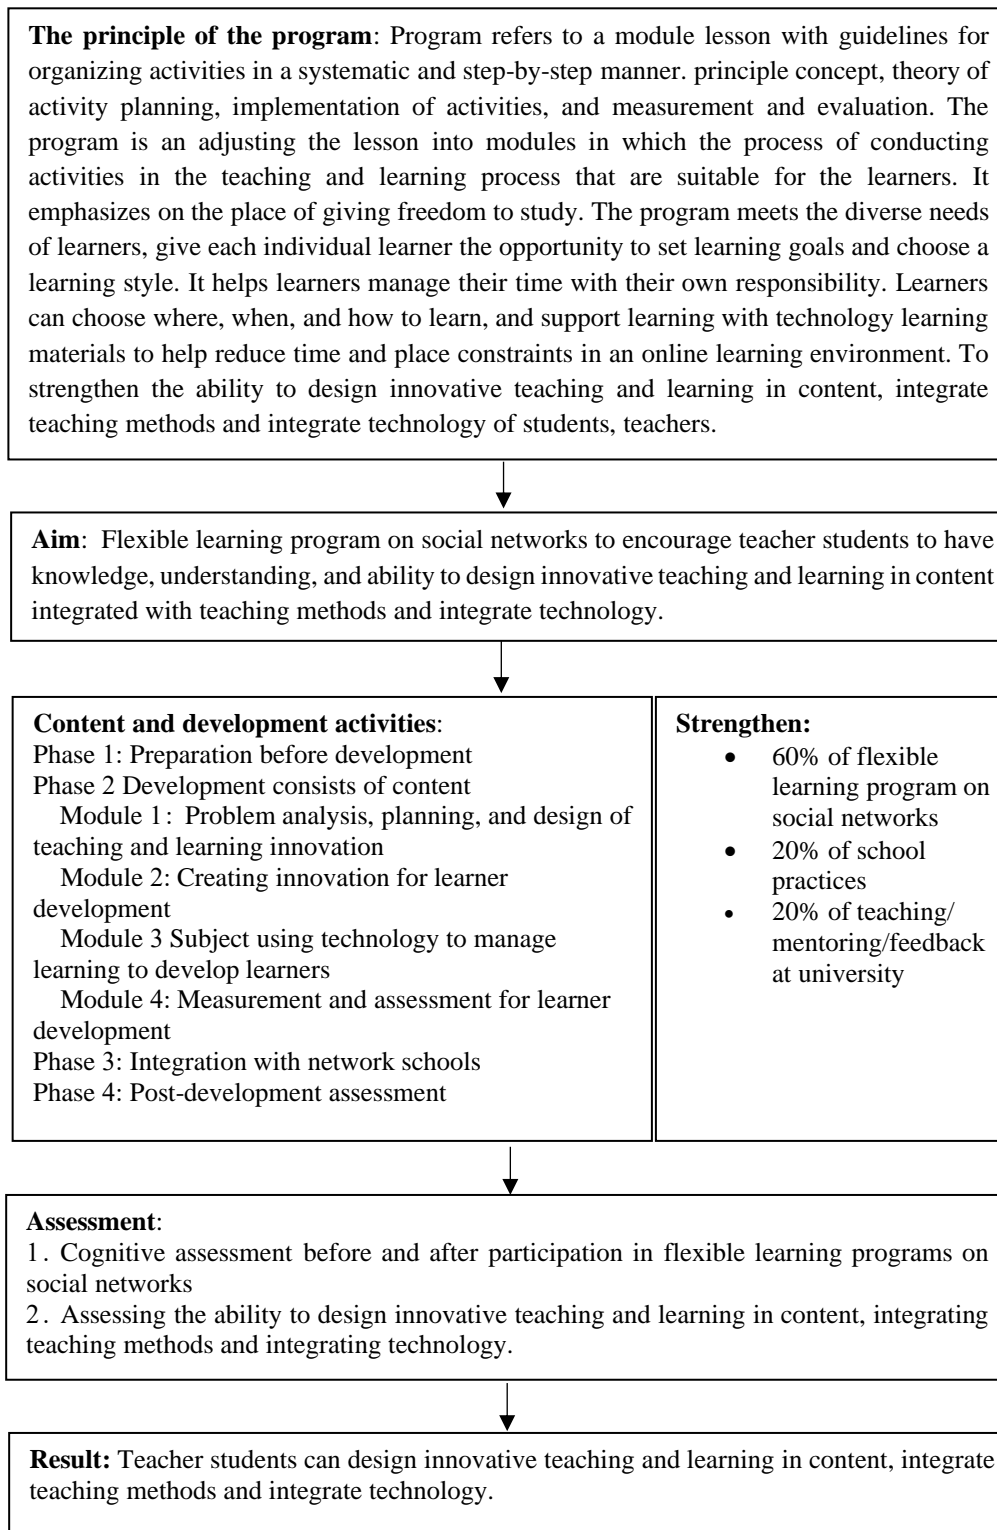 The principle of the program: Program refers to a module lesson with guidelines for
organizing activities in a systematic and step-by-step manner. principle concept, theory of
activity planning, implementation of activities, and measurement and evaluation. The
program is an adjusting the lesson into modules in which the process of conducting
activities in the teaching and learning process that are suitable for the learners. It
emphasizes on the place of giving freedom to study. The program meets the diverse needs
of learners, give each individual learner the opportunity to set learning goals and choose a
learning style. It helps learners manage their time with their own responsibility. Learners
can choose where, when, and how to learn, and support learning with technology learning
materials to help reduce time and place constraints in an online learning environment. To
strengthen the ability to design innovative teaching and learning in content, integrate
teaching methods and integrate technology of students, teachers.
Aim: Flexible learning program on social networks to encourage teacher students to have
knowledge, understanding, and ability to design innovative teaching and learning in content
integrated with teaching methods and integrate technology.
Content and development activities:
Phase 1: Preparation before development
Phase 2 Development consists of content
Module 1: Problem analysis, planning, and design of
teaching and learning innovation
Module 2: Creating innovation for learner
development
Module 3 Subject using technology to manage
learning to develop learners
Module 4: Measurement and assessment for learner
development
Phase 3: Integration with network schools
Phase 4: Post-development assessment
Strengthen:
• 60% of flexible
learning program on
social networks
• 20% of school
practices
• 20% of teaching/
mentoring/feedback
at university
Assessment:
1. Cognitive assessment before and after participation in flexible learning programs on
social networks
2. Assessing the ability to design innovative teaching and learning in content, integrating
teaching methods and integrating technology.
Result: Teacher students can design innovative teaching and learning in content, integrate
teaching methods and integrate technology.